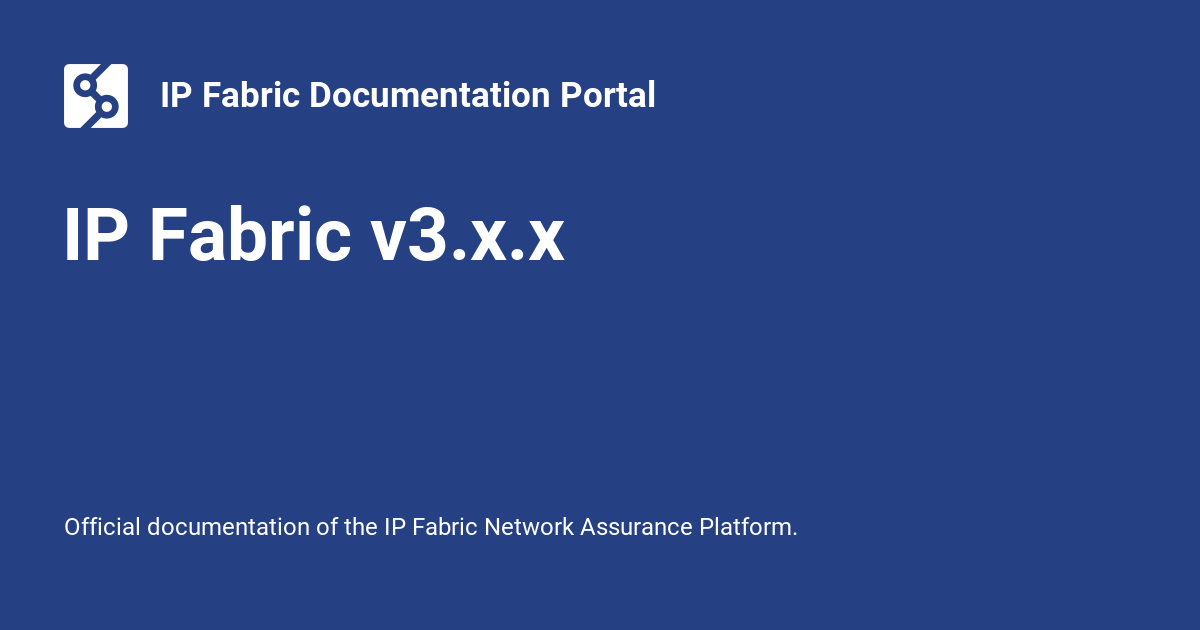 IP Fabric Documentation Portal
IP Fabric v3.x.x
Official documentation of the IP Fabric Network Assurance Platform.